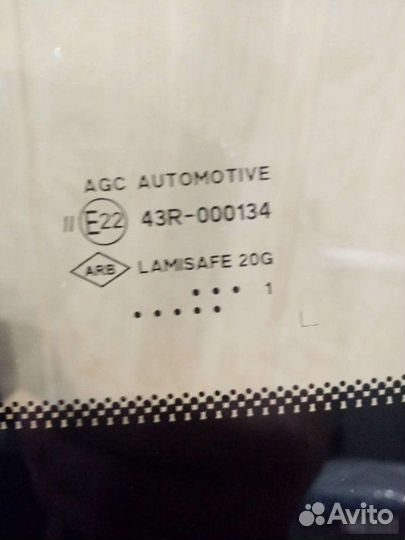 AGC AUTOMOTIVE
II E22 43R-000134
ARB LAMISAFE 20G
••• 1
•••••
Avito